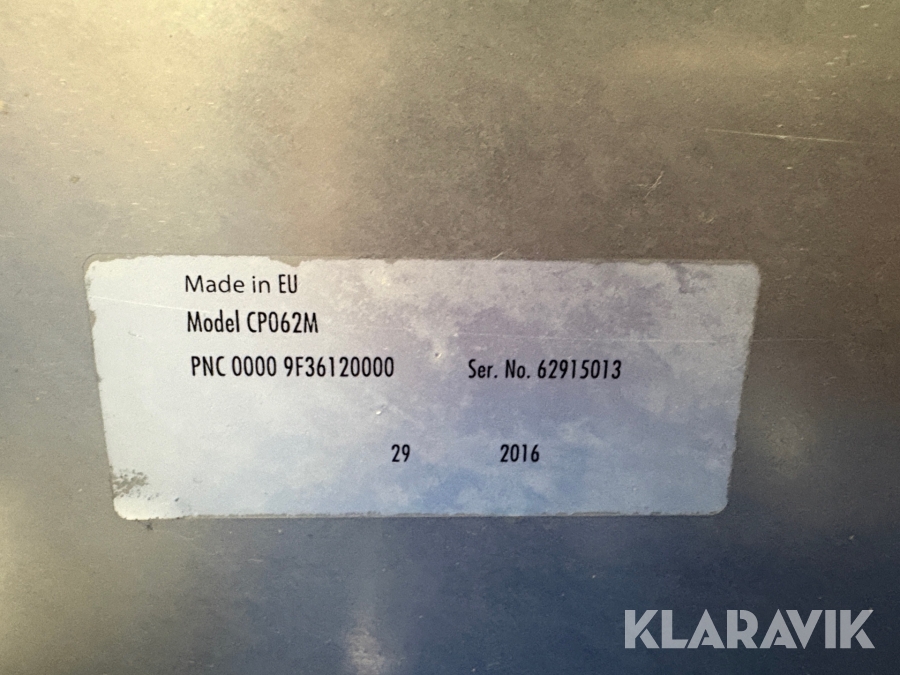 Made in EU
Model CP062M
PNC 0000 9F36120000 Ser. No. 62915013
29 2016
KLARAVIK